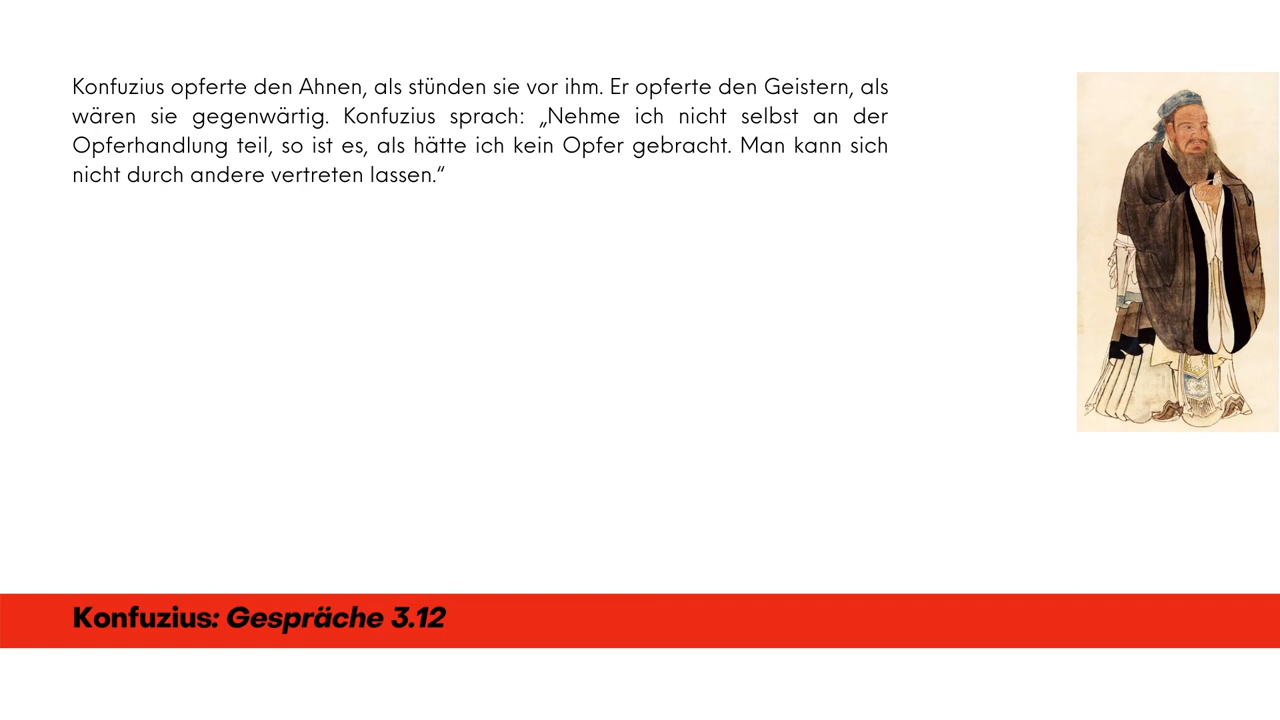 Konfuzius opferte den Ahnen, als stünden sie vor ihm. Er opferte den Geistern, als
wären sie gegenwärtig. Konfuzius sprach: „Nehme ich nicht selbst an der
Opferhandlung teil, so ist es, als hätte ich kein Opfer gebracht. Man kann sich
nicht durch andere vertreten lassen.“
Konfuzius: Gespräche 3.12